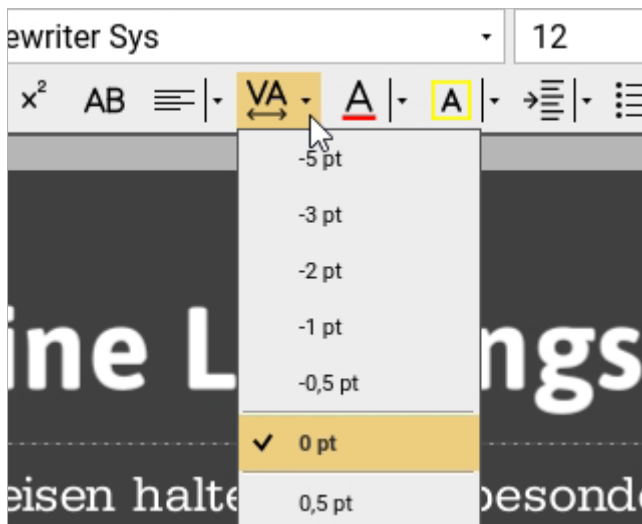 ewriter Sys 12
x² AB VA A A
-5 pt
-3 pt
-2 pt
-1 pt
ine L ngs
-0,5 pt
0 pt
eisen halte besonde
0,5 pt